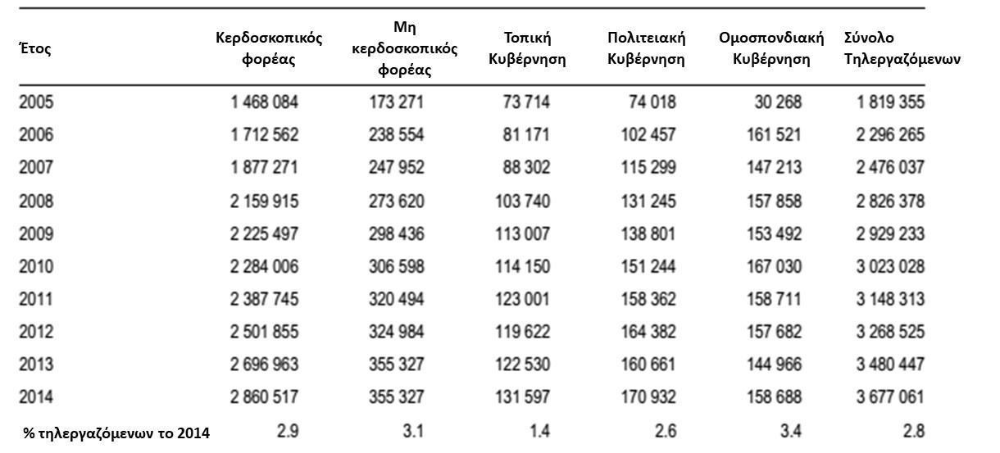 Έτος Κερδοσκοπικός φορέας Μη κερδοσκοπικός φορέας Τοπική Κυβέρνηση Πολιτειακή Κυβέρνηση Ομοσπονδιακή Κυβέρνηση Σύνολο Τηλεργαζόμενων
2005 1 468 084 173 271 73 714 74 018 30 268 1 819 355
2006 1 712 562 238 554 81 171 102 457 161 521 2 296 265
2007 1 877 271 247 952 88 302 115 299 147 213 2 476 037
2008 2 159 915 273 620 103 740 131 245 157 858 2 826 378
2009 2 225 497 298 436 113 007 138 801 153 492 2 929 233
2010 2 284 006 306 598 114 150 151 244 167 030 3 023 028
2011 2 387 745 320 494 123 001 158 362 158 711 3 148 313
2012 2 501 855 324 984 119 622 164 382 157 682 3 268 525
2013 2 696 963 355 327 122 530 160 661 144 966 3 480 447
2014 2 860 517 355 327 131 597 170 932 158 688 3 677 061
% τηλεργαζόμενων το 2014 2.9 3.1 1.4 2.6 3.4 2.8